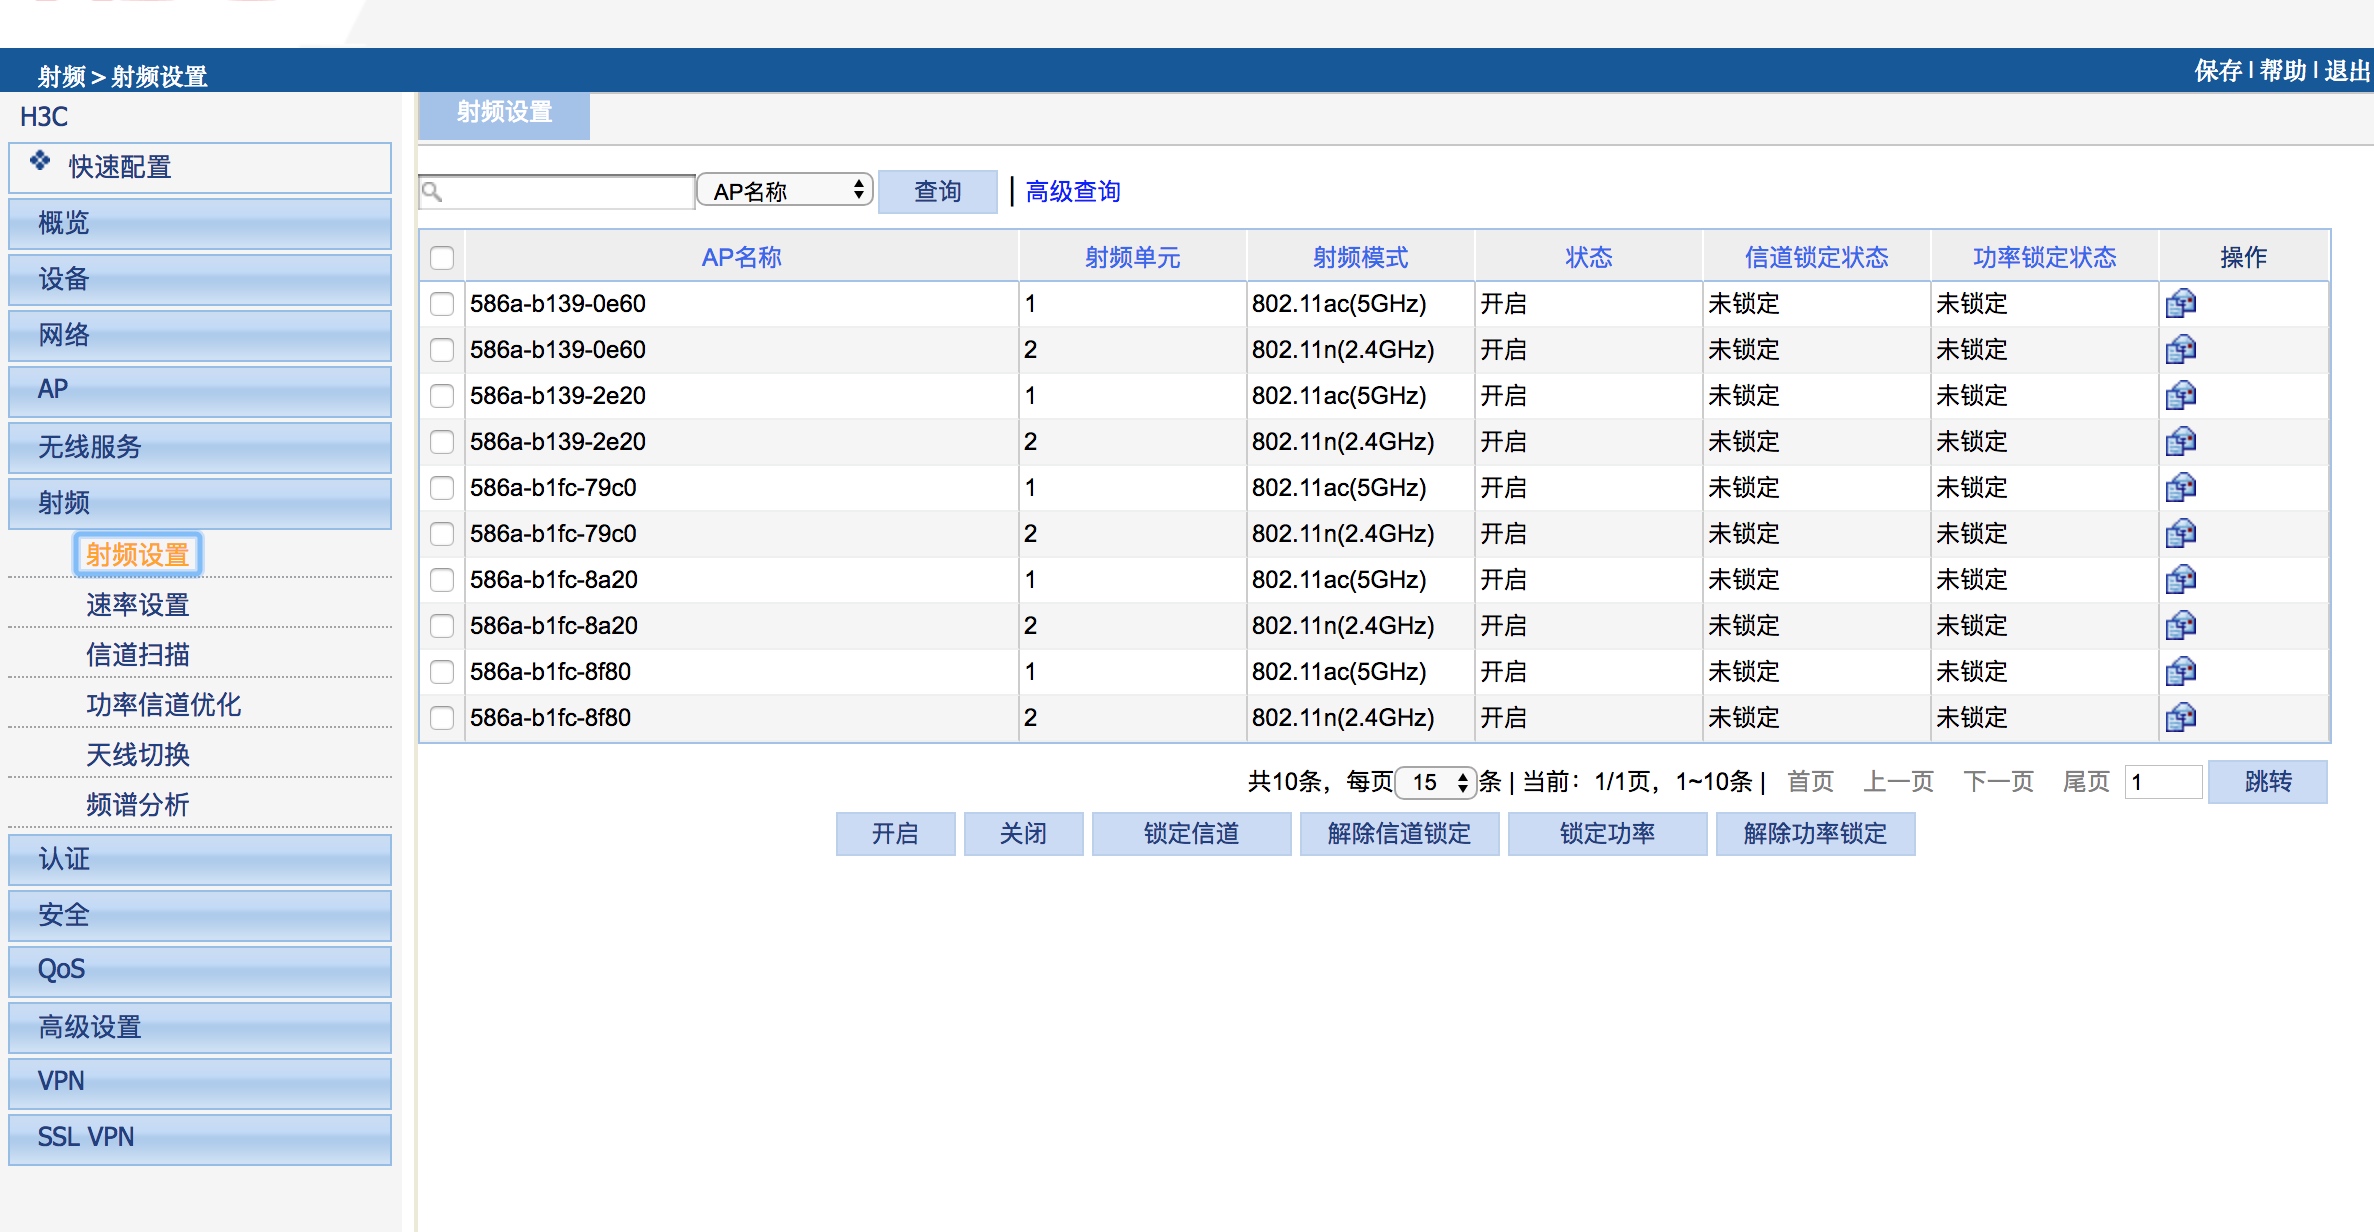 射频 > 射频设置
保存 | 帮助 | 退出
H3C
快速配置
概览
设备
网络
AP
无线服务
射频
射频设置
速率设置
信道扫描
功率信道优化
天线切换
频谱分析
认证
安全
QoS
高级设置
VPN
SSL VPN
射频设置
AP名称 查询 | 高级查询
AP名称 射频单元 射频模式 状态 信道锁定状态 功率锁定状态 操作
586a-b139-0e60 1 802.11ac(5GHz) 开启 未锁定 未锁定
586a-b139-0e60 2 802.11n(2.4GHz) 开启 未锁定 未锁定
586a-b139-2e20 1 802.11ac(5GHz) 开启 未锁定 未锁定
586a-b139-2e20 2 802.11n(2.4GHz) 开启 未锁定 未锁定
586a-b1fc-79c0 1 802.11ac(5GHz) 开启 未锁定 未锁定
586a-b1fc-79c0 2 802.11n(2.4GHz) 开启 未锁定 未锁定
586a-b1fc-8a20 1 802.11ac(5GHz) 开启 未锁定 未锁定
586a-b1fc-8a20 2 802.11n(2.4GHz) 开启 未锁定 未锁定
586a-b1fc-8f80 1 802.11ac(5GHz) 开启 未锁定 未锁定
586a-b1fc-8f80 2 802.11n(2.4GHz) 开启 未锁定 未锁定
共10条，每页 15 条 | 当前：1/1页，1~10条 | 首页 上一页 下一页 尾页 1 跳转
开启 关闭 锁定信道 解除信道锁定 锁定功率 解除功率锁定